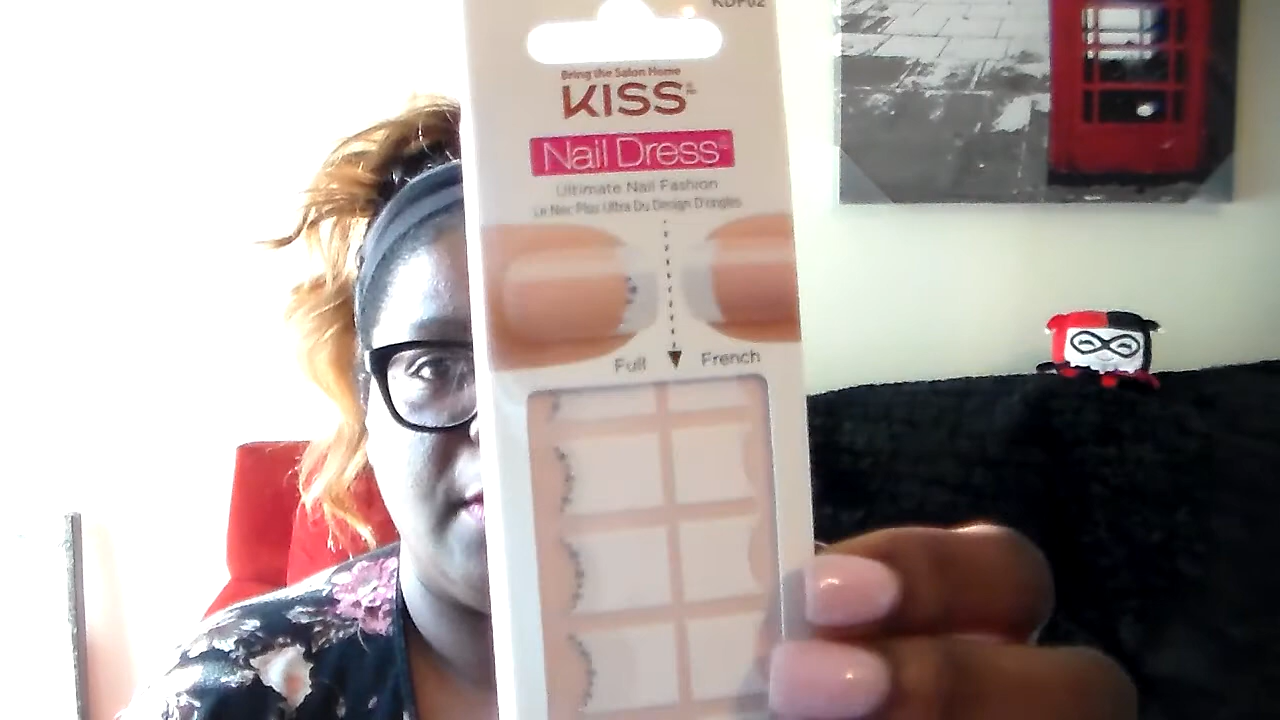 KDF02
Bring the Salon Home
KISS
Nail Dress
Ultimate Nail Fashion
Le Nec Plus Ultra Du Design D'ongles
Full
French